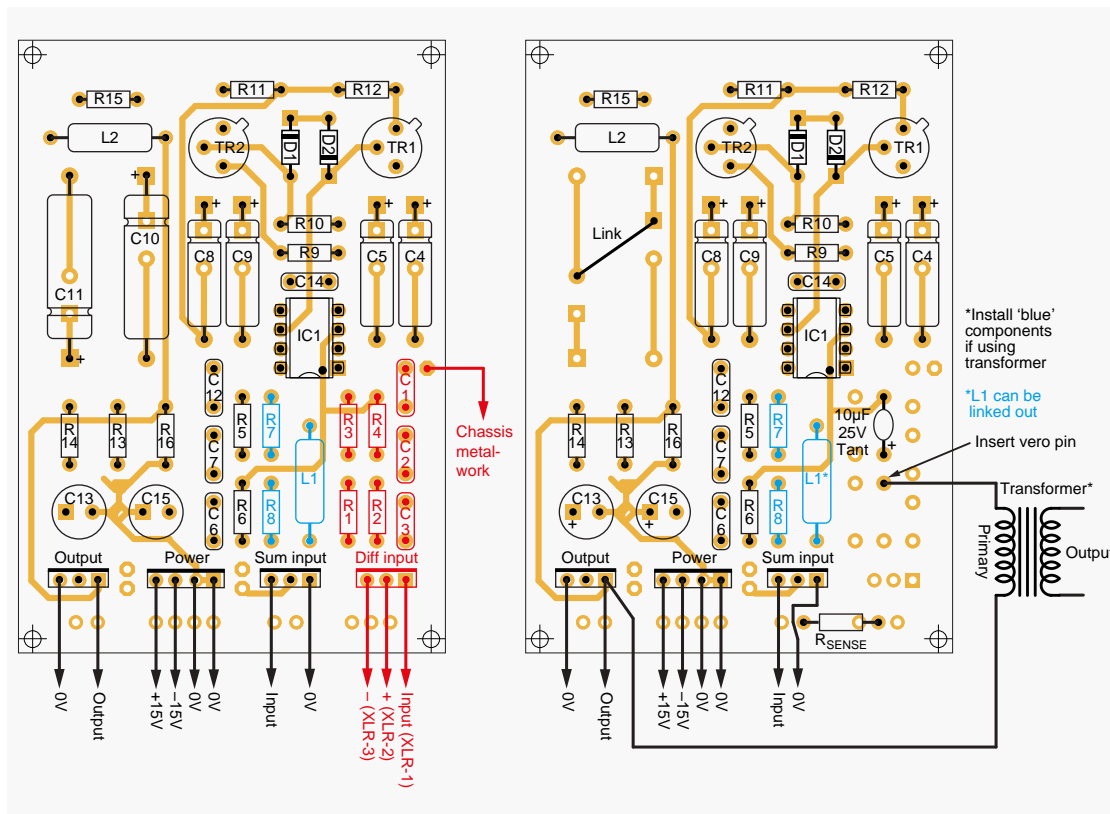 R15
R11
R12
L2
TR2
D1
D2
TR1
+
C10
C11
+
+
C8
+
C9
R10
R9
C14
IC1
+
C5
+
C4
R14
R13
R16
C12
C7
C6
R5
R7
R6
R8
L1
R3
R4
R1
R2
C1
C2
C3
Chassis
metal-
work
C13
C15
Output
Power
Sum input
Diff input
0V
Output
+15V
–15V
0V
0V
Input
0V
– (XLR-3)
+ (XLR-2)
Input (XLR-1)
R15
R11
R12
L2
TR2
D1
D2
TR1
Link
+
C8
+
C9
R10
R9
C14
IC1
+
C5
+
C4
*Install ‘blue’
components
if using
transformer
*L1 can be
linked out
Insert vero pin
10µF
25V
Tant
+
R14
R13
R16
C12
C7
C6
R5
R7
R6
R8
L1*
C13
+
C15
Transformer*
Primary
Output
Output
Power
Sum input
RSENSE
0V
Output
+15V
–15V
0V
0V
Input
0V